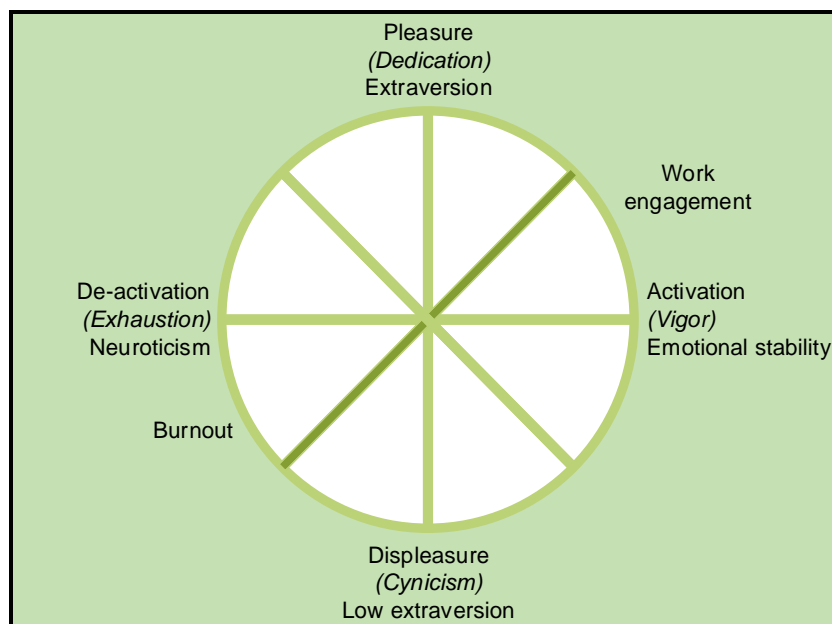 Pleasure
(Dedication)
Extraversion
Work
engagement
De-activation
(Exhaustion)
Neuroticism
Activation
(Vigor)
Emotional stability
Burnout
Displeasure
(Cynicism)
Low extraversion